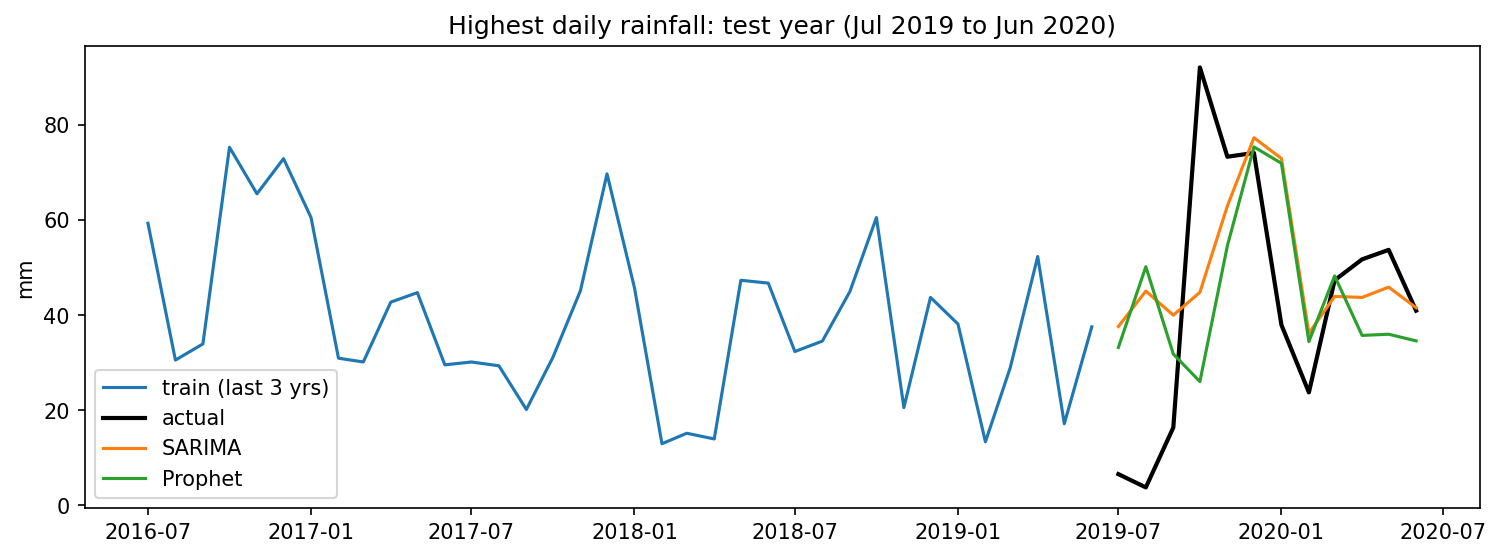 Highest daily rainfall: test year (Jul 2019 to Jun 2020)
mm
80
60
40
20
0
train (last 3 yrs)
actual
SARIMA
Prophet
2016-07 2017-01 2017-07 2018-01 2018-07 2019-01 2019-07 2020-01 2020-07